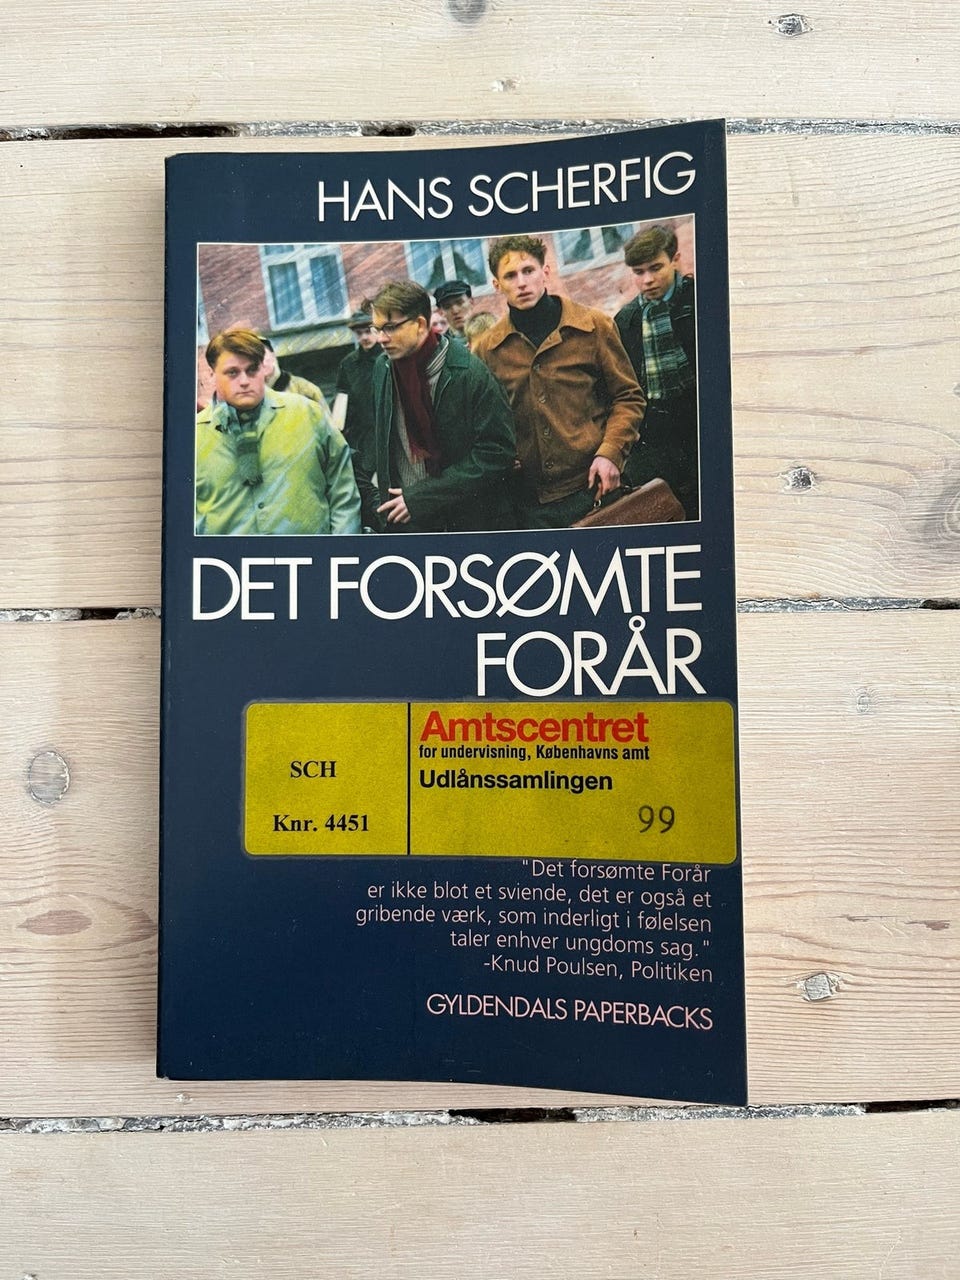 HANS SCHERFIG
DET FORSØMTE
FORÅR
SCH
Knr. 4451
Amtscentret
for undervisning, Københavns amt
Udlånssamlingen
99
"Det forsømte Forår
er ikke blot et sviende, det er også et
gribende værk, som inderligt i følelsen
taler enhver ungdoms sag."
-Knud Poulsen, Politiken
GYLDENDALS PAPERBACKS